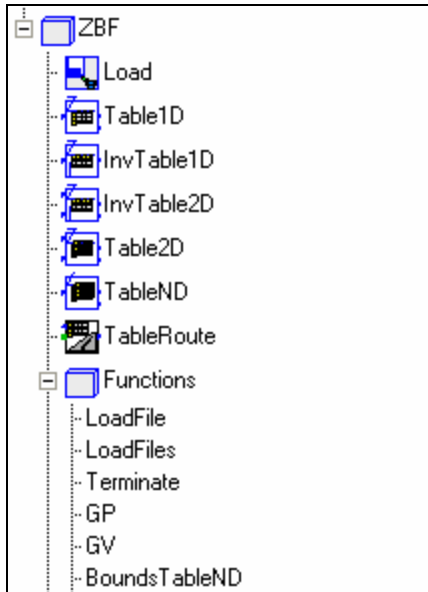 ZBF
Load
Table1D
InvTable1D
InvTable2D
Table2D
TableND
TableRoute
Functions
LoadFile
LoadFiles
Terminate
GP
GV
BoundsTableND